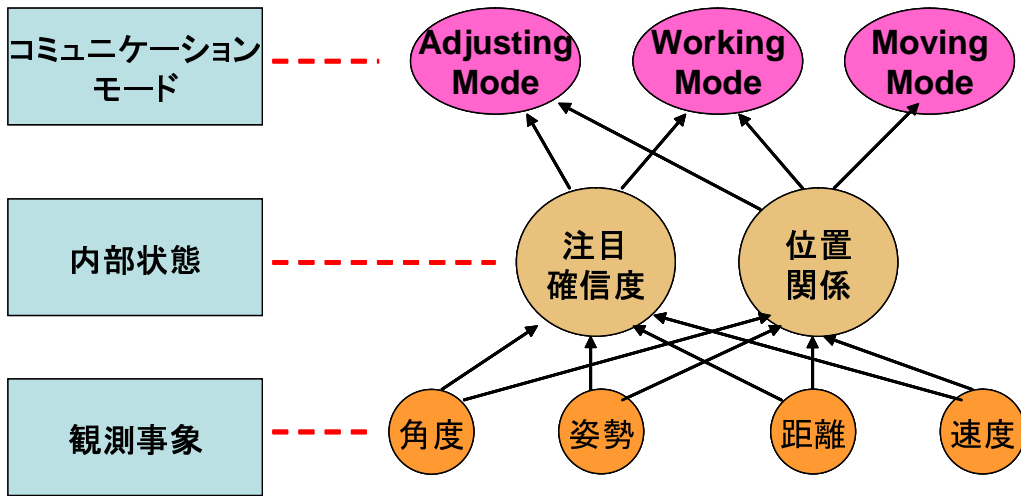 コミュニケーション
モード
Adjusting
Mode
Working
Mode
Moving
Mode
内部状態
注目
確信度
位置
関係
観測事象
角度
姿勢
距離
速度